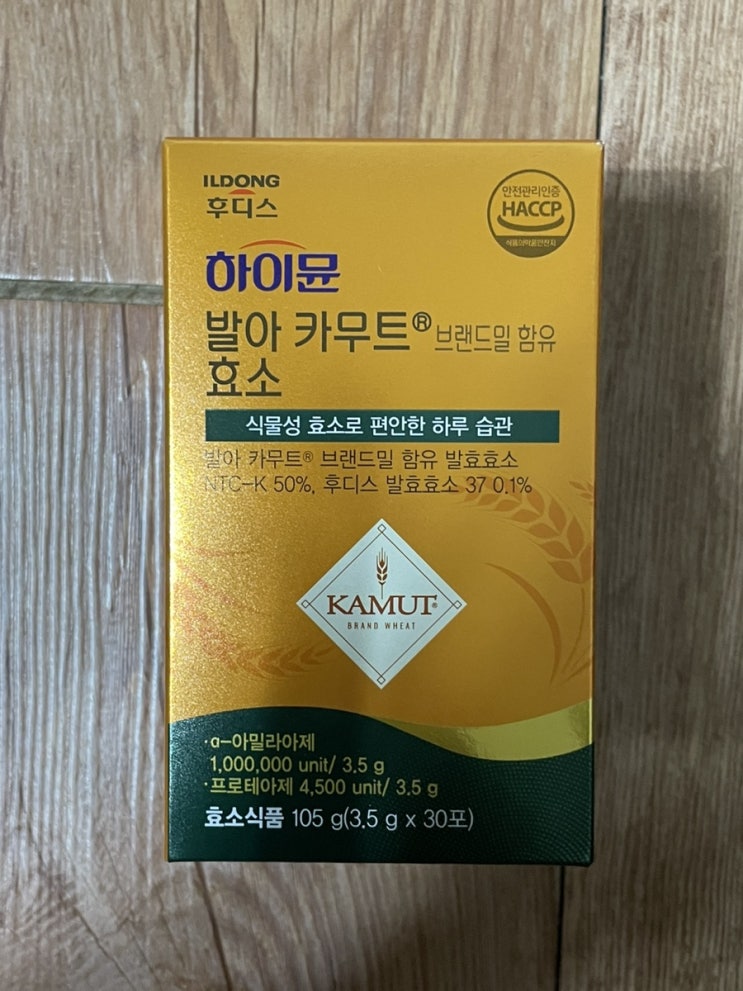 ILDONG
후디스
안전관리인증
HACCP
식품의약품안전처
하이뮨
발아 카무트® 브랜드밀 함유
효소
식물성 효소로 편안한 하루 습관
발아 카무트® 브랜드밀 함유 발효효소
NTC-K 50%, 후디스 발효효소 37 0.1%
KAMUT®
BRAND WHEAT
·α-아밀라아제
1,000,000 unit/ 3.5 g
·프로테아제 4,500 unit/ 3.5 g
효소식품 105 g(3.5 g x 30포)